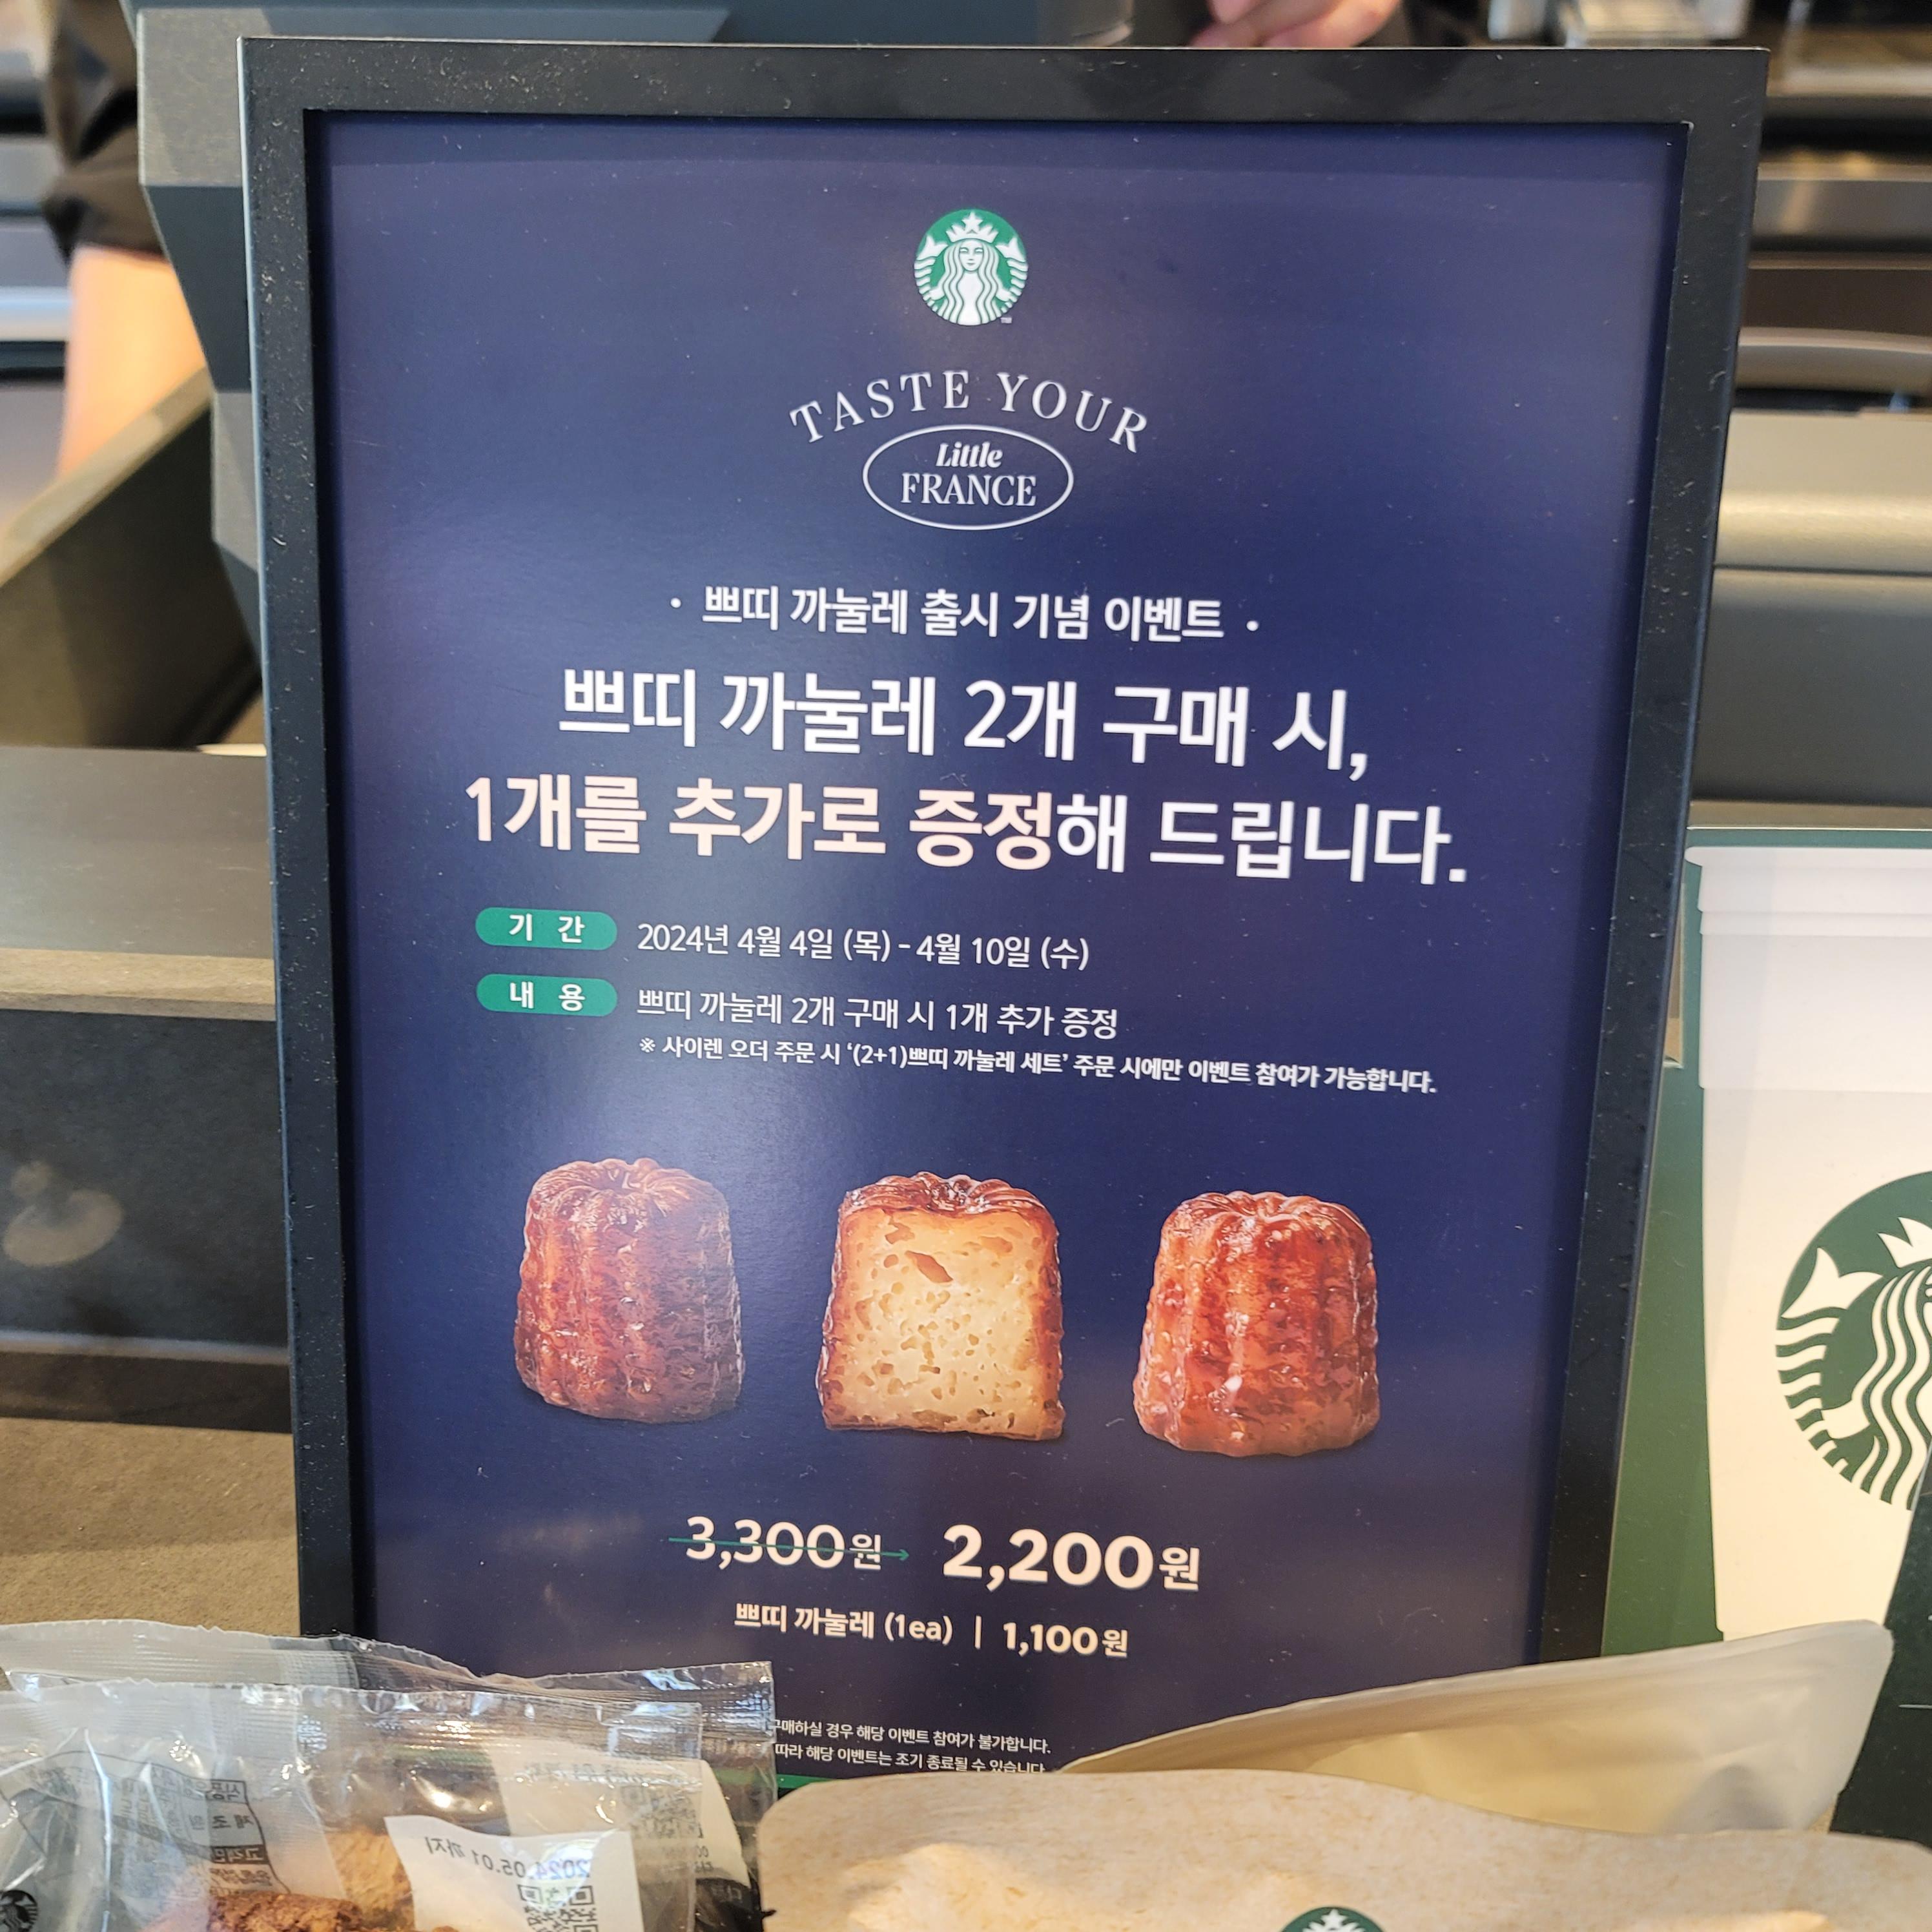 TASTE YOUR
Little
FRANCE
· 쁘띠 까눌레 출시 기념 이벤트 ·
쁘띠 까눌레 2개 구매 시,
1개를 추가로 증정해 드립니다.
기 간 2024년 4월 4일 (목) - 4월 10일 (수)
내 용 쁘띠 까눌레 2개 구매 시 1개 추가 증정
※ 사이렌 오더 주문 시 ‘(2+1)쁘띠 까눌레 세트’ 주문 시에만 이벤트 참여가 가능합니다.
3,300원 → 2,200원
쁘띠 까눌레 (1ea) | 1,100원
구매하실 경우 해당 이벤트 참여가 불가합니다.
따라 해당 이벤트는 조기 종료될 수 있습니다.
2024.05.01 까지